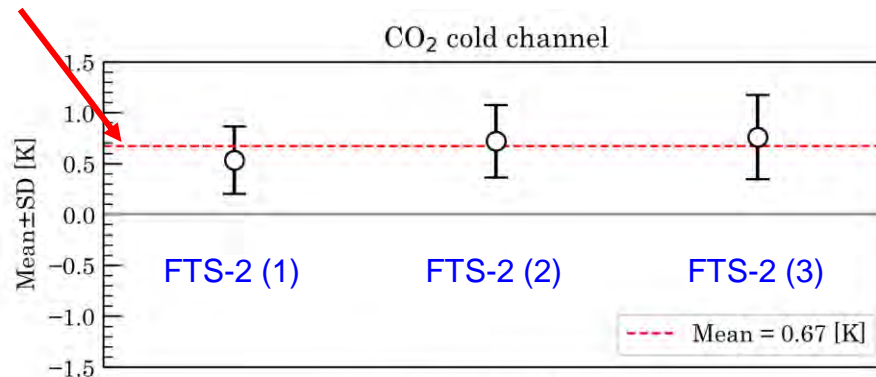 CO₂ cold channel
Mean±SD [K]
1.5
1.0
0.5
0.0
−0.5
−1.0
−1.5
FTS-2 (1) FTS-2 (2) FTS-2 (3)
Mean = 0.67 [K]